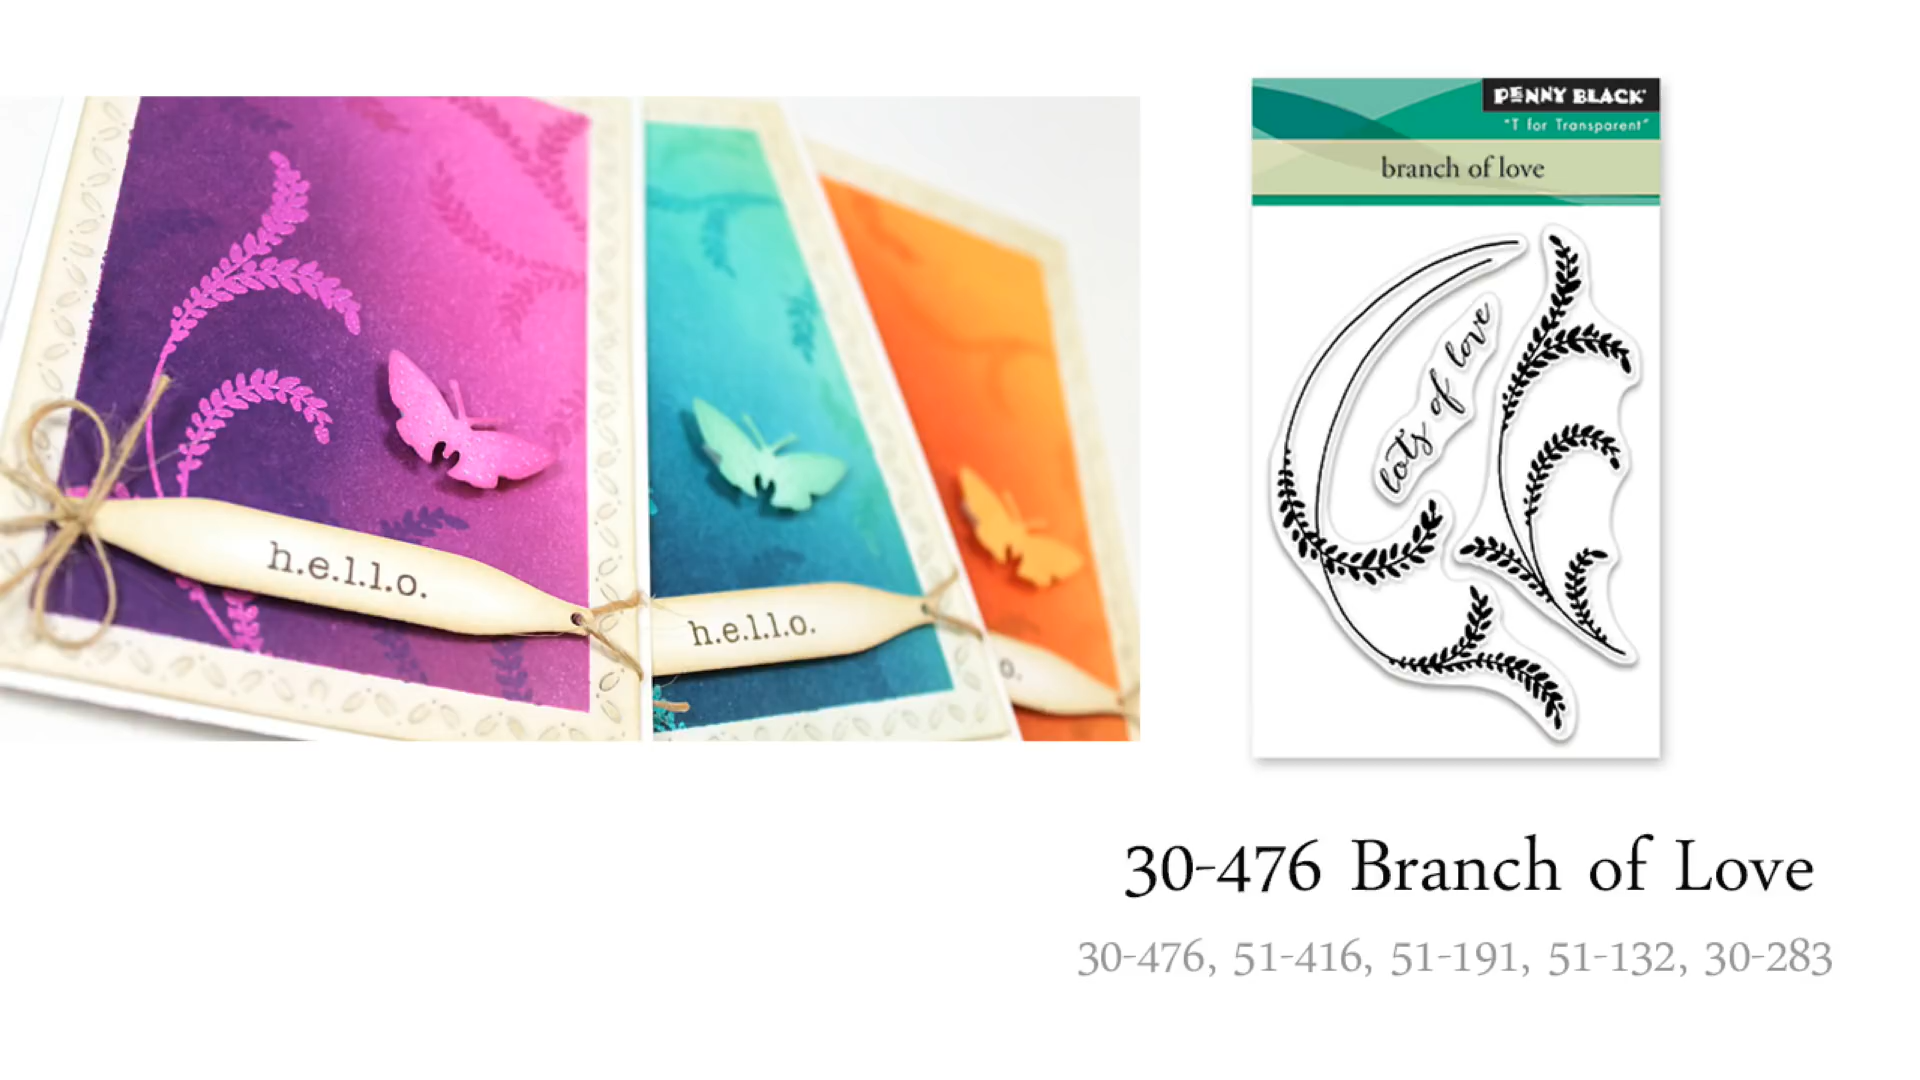 h.e.l.l.o.
h.e.l.l.o.
o.
PENNY BLACK
"T for Transparent"
branch of love
lots of love
30-476 Branch of Love
30-476, 51-416, 51-191, 51-132, 30-283